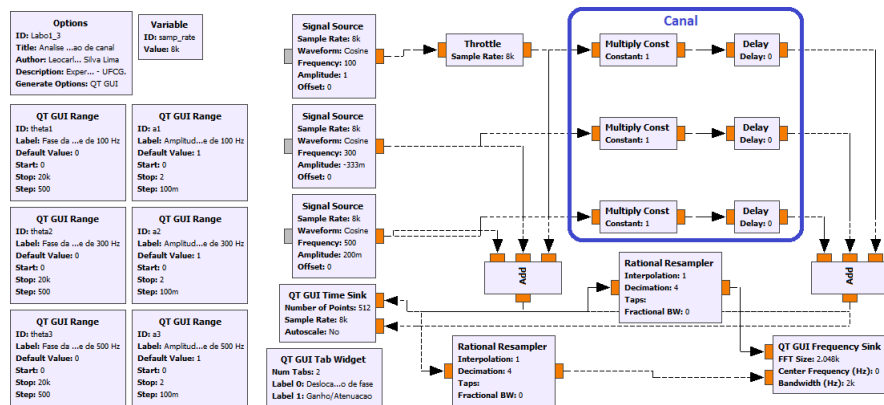 Options
ID: Labo1_3
Title: Analise ...ao de canal
Author: Leocarl... Silva Lima
Description: Exper... - UFCG.
Generate Options: QT GUI
Variable
ID: samp_rate
Value: 8k
QT GUI Range
ID: theta1
Label: Fase da ...e de 100 Hz
Default Value: 0
Start: 0
Stop: 20k
Step: 500
QT GUI Range
ID: a1
Label: Amplitud...e de 100 Hz
Default Value: 1
Start: 0
Stop: 2
Step: 100m
QT GUI Range
ID: theta2
Label: Fase da ...e de 300 Hz
Default Value: 0
Start: 0
Stop: 20k
Step: 500
QT GUI Range
ID: a2
Label: Amplitud...e de 300 Hz
Default Value: 1
Start: 0
Stop: 2
Step: 100m
QT GUI Range
ID: theta3
Label: Fase da ...e de 500 Hz
Default Value: 0
Start: 0
Stop: 20k
Step: 500
QT GUI Range
ID: a3
Label: Amplitud...e de 500 Hz
Default Value: 1
Start: 0
Stop: 2
Step: 100m
Signal Source
Sample Rate: 8k
Waveform: Cosine
Frequency: 100
Amplitude: 1
Offset: 0
Throttle
Sample Rate: 8k
Canal
Multiply Const
Constant: 1
Delay
Delay: 0
Signal Source
Sample Rate: 8k
Waveform: Cosine
Frequency: 300
Amplitude: -333m
Offset: 0
Multiply Const
Constant: 1
Delay
Delay: 0
Signal Source
Sample Rate: 8k
Waveform: Cosine
Frequency: 500
Amplitude: 200m
Offset: 0
Multiply Const
Constant: 1
Delay
Delay: 0
Add
Rational Resampler
Interpolation: 1
Decimation: 4
Taps:
Fractional BW: 0
Add
QT GUI Time Sink
Number of Points: 512
Sample Rate: 8k
Autoscale: No
QT GUI Tab Widget
Num Tabs: 2
Label 0: Desloca...o de fase
Label 1: Ganho/Atenuacao
Rational Resampler
Interpolation: 1
Decimation: 4
Taps:
Fractional BW: 0
QT GUI Frequency Sink
FFT Size: 2.048k
Center Frequency (Hz): 0
Bandwidth (Hz): 2k